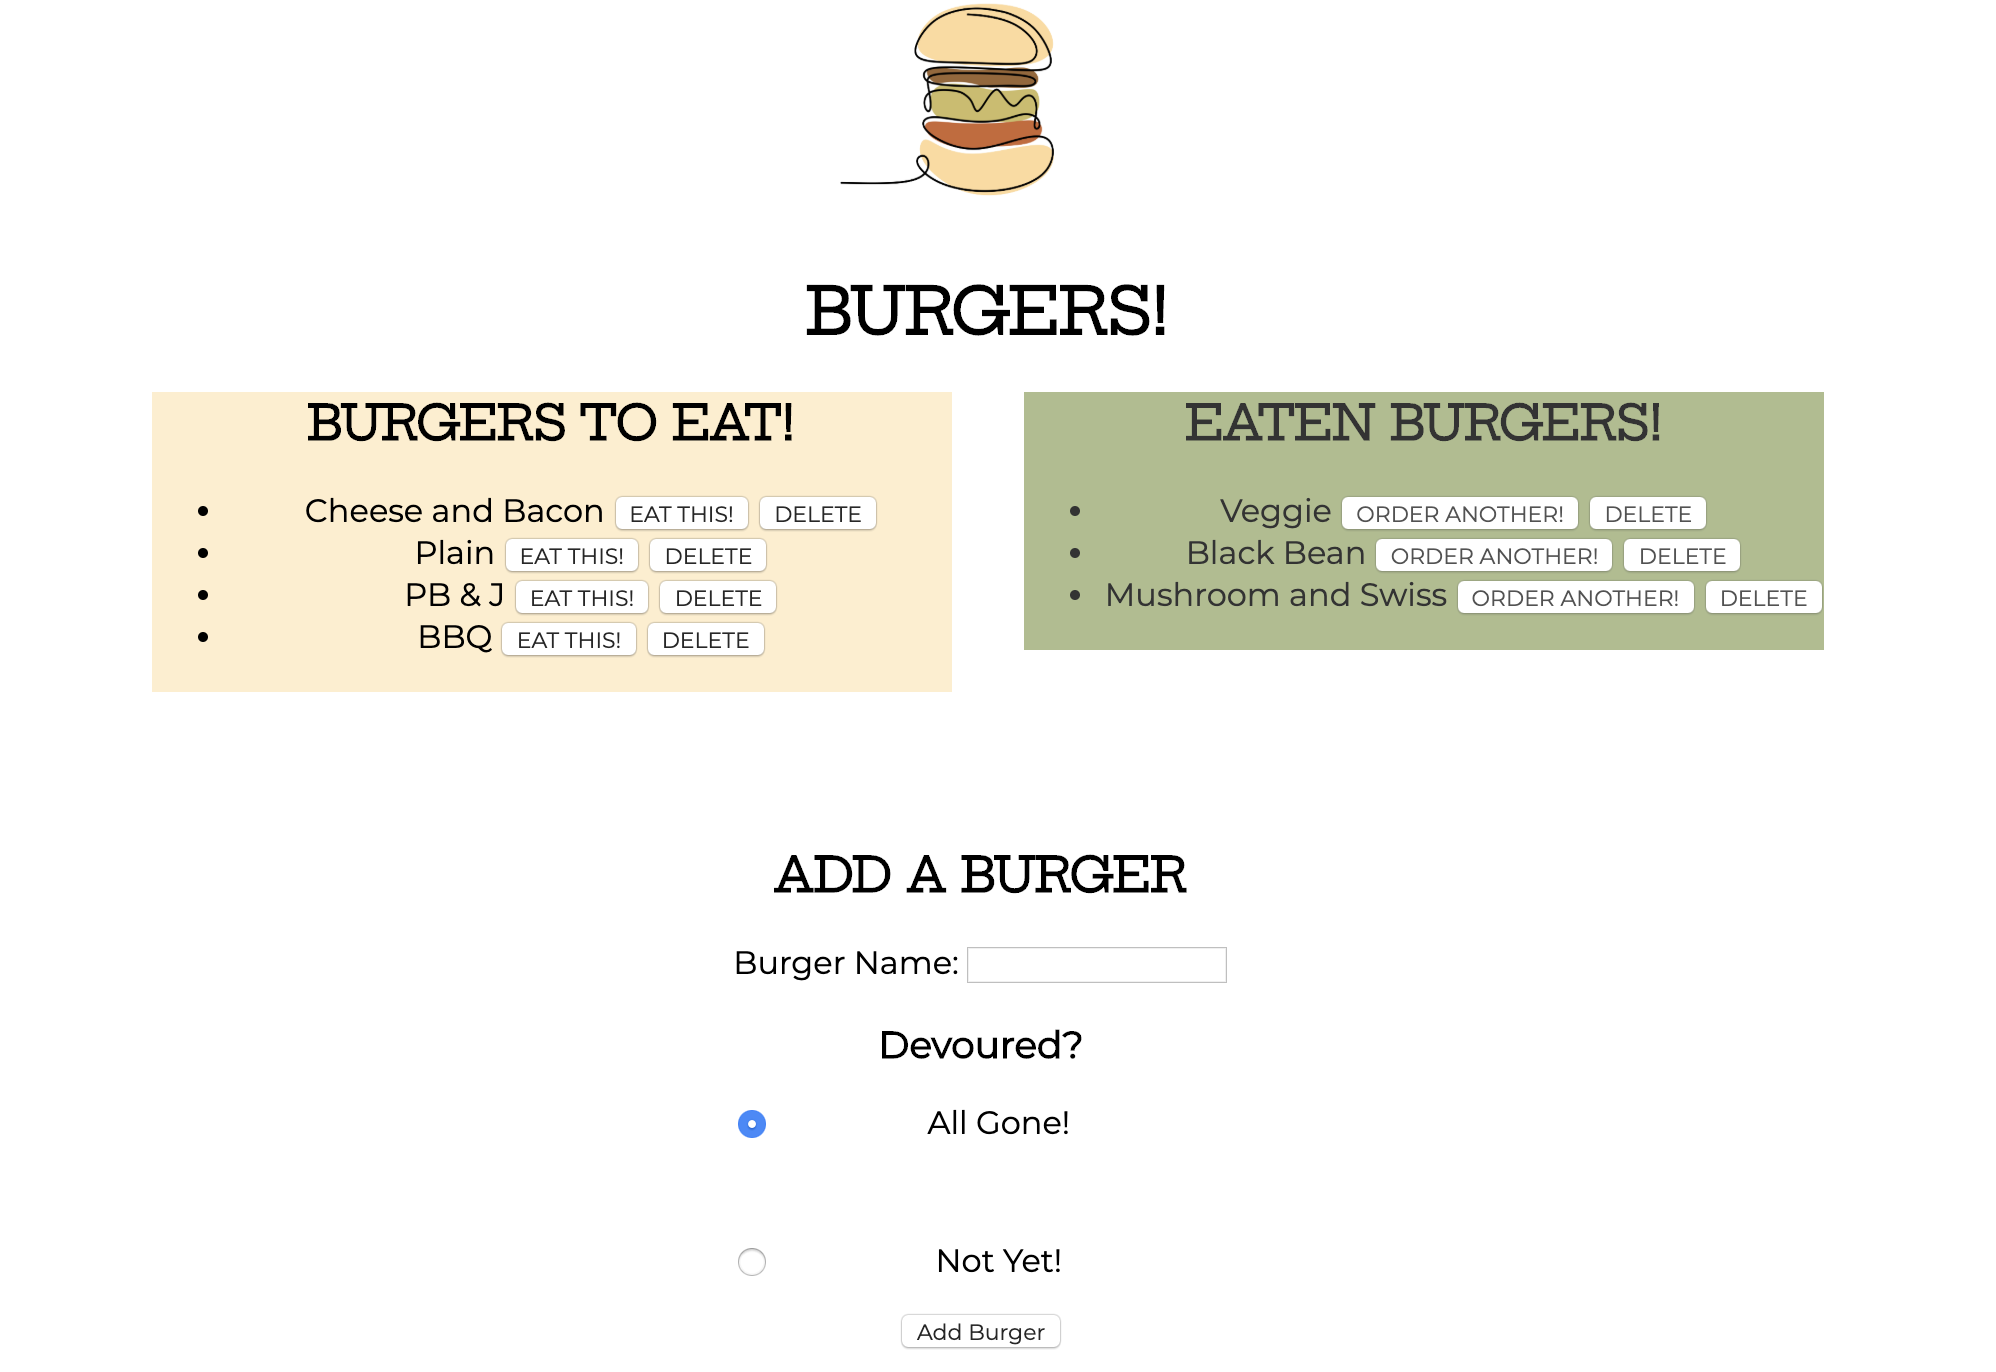 BURGERS!
BURGERS TO EAT!
Cheese and Bacon EAT THIS! DELETE
Plain EAT THIS! DELETE
PB & J EAT THIS! DELETE
BBQ EAT THIS! DELETE
EATEN BURGERS!
Veggie ORDER ANOTHER! DELETE
Black Bean ORDER ANOTHER! DELETE
Mushroom and Swiss ORDER ANOTHER! DELETE
ADD A BURGER
Burger Name:
Devoured?
All Gone!
Not Yet!
Add Burger